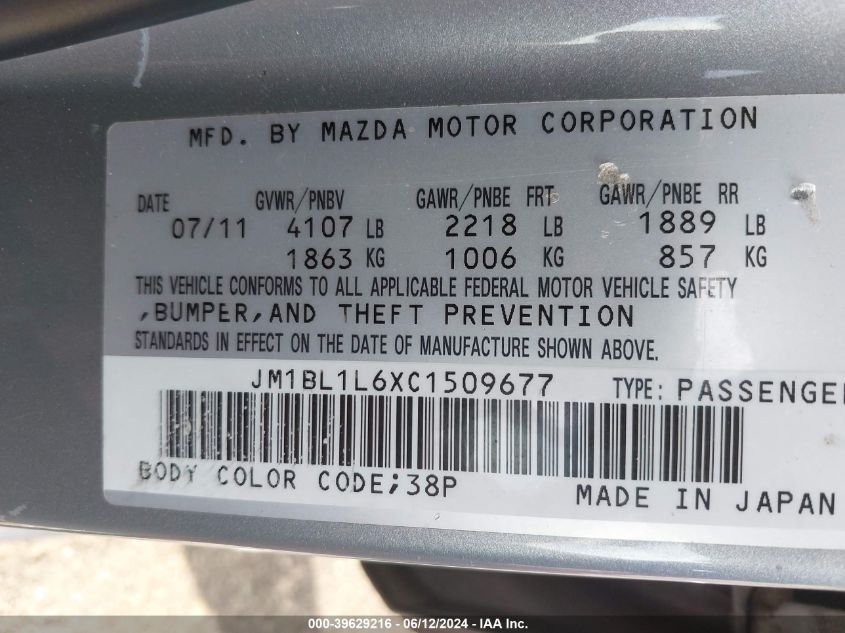 MFD. BY MAZDA MOTOR CORPORATION
DATE GVWR/PNBV GAWR/PNBE FRT GAWR/PNBE RR
07/11 4107 LB 2218 LB 1889 LB
1863 KG 1006 KG 857 KG
THIS VEHICLE CONFORMS TO ALL APPLICABLE FEDERAL MOTOR VEHICLE SAFETY
,BUMPER,AND THEFT PREVENTION
STANDARDS IN EFFECT ON THE DATE OF MANUFACTURE SHOWN ABOVE.
JM1BL1L6XC1509677 TYPE: PASSENGER
BODY COLOR CODE;38P
MADE IN JAPAN
000-39629216 - 06/12/2024 - IAA Inc.